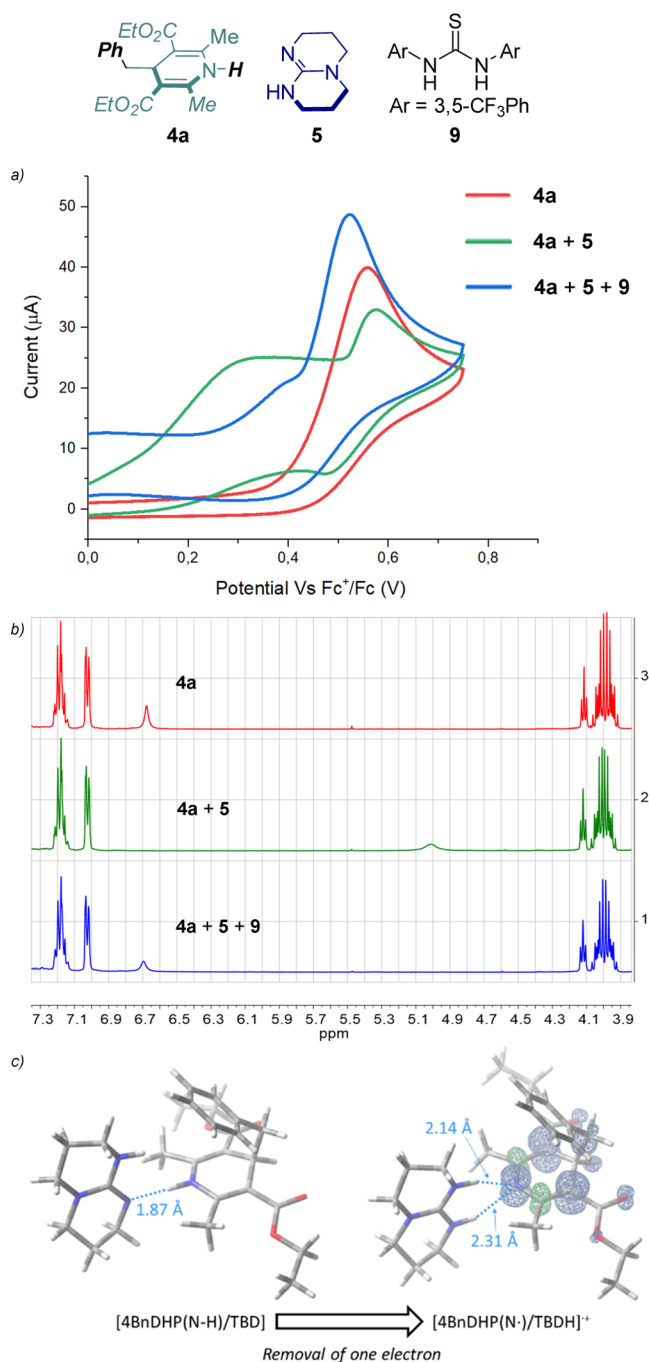 EtO2C
Ph
Me
N H
EtO2C
Me
4a
N
N
HN
5
S
Ar
N
H
N
H
Ar
Ar = 3,5-CF3Ph
9
a)
50
40
30
20
10
0
Current (μA)
0,0
0,2
0,4
0,6
0,8
Potential Vs Fc+/Fc (V)
4a
4a + 5
4a + 5 + 9
b)
4a
3
4a + 5
2
4a + 5 + 9
1
7.3 7.1 6.9 6.7 6.5 6.3 6.1 5.9 5.7 5.5 5.3 5.1 4.9 4.7 4.5 4.3 4.1 3.9
ppm
c)
1.87 Å
2.14 Å
2.31 Å
[4BnDHP(N-H)/TBD]
[4BnDHP(N·)/TBDH]·+
Removal of one electron